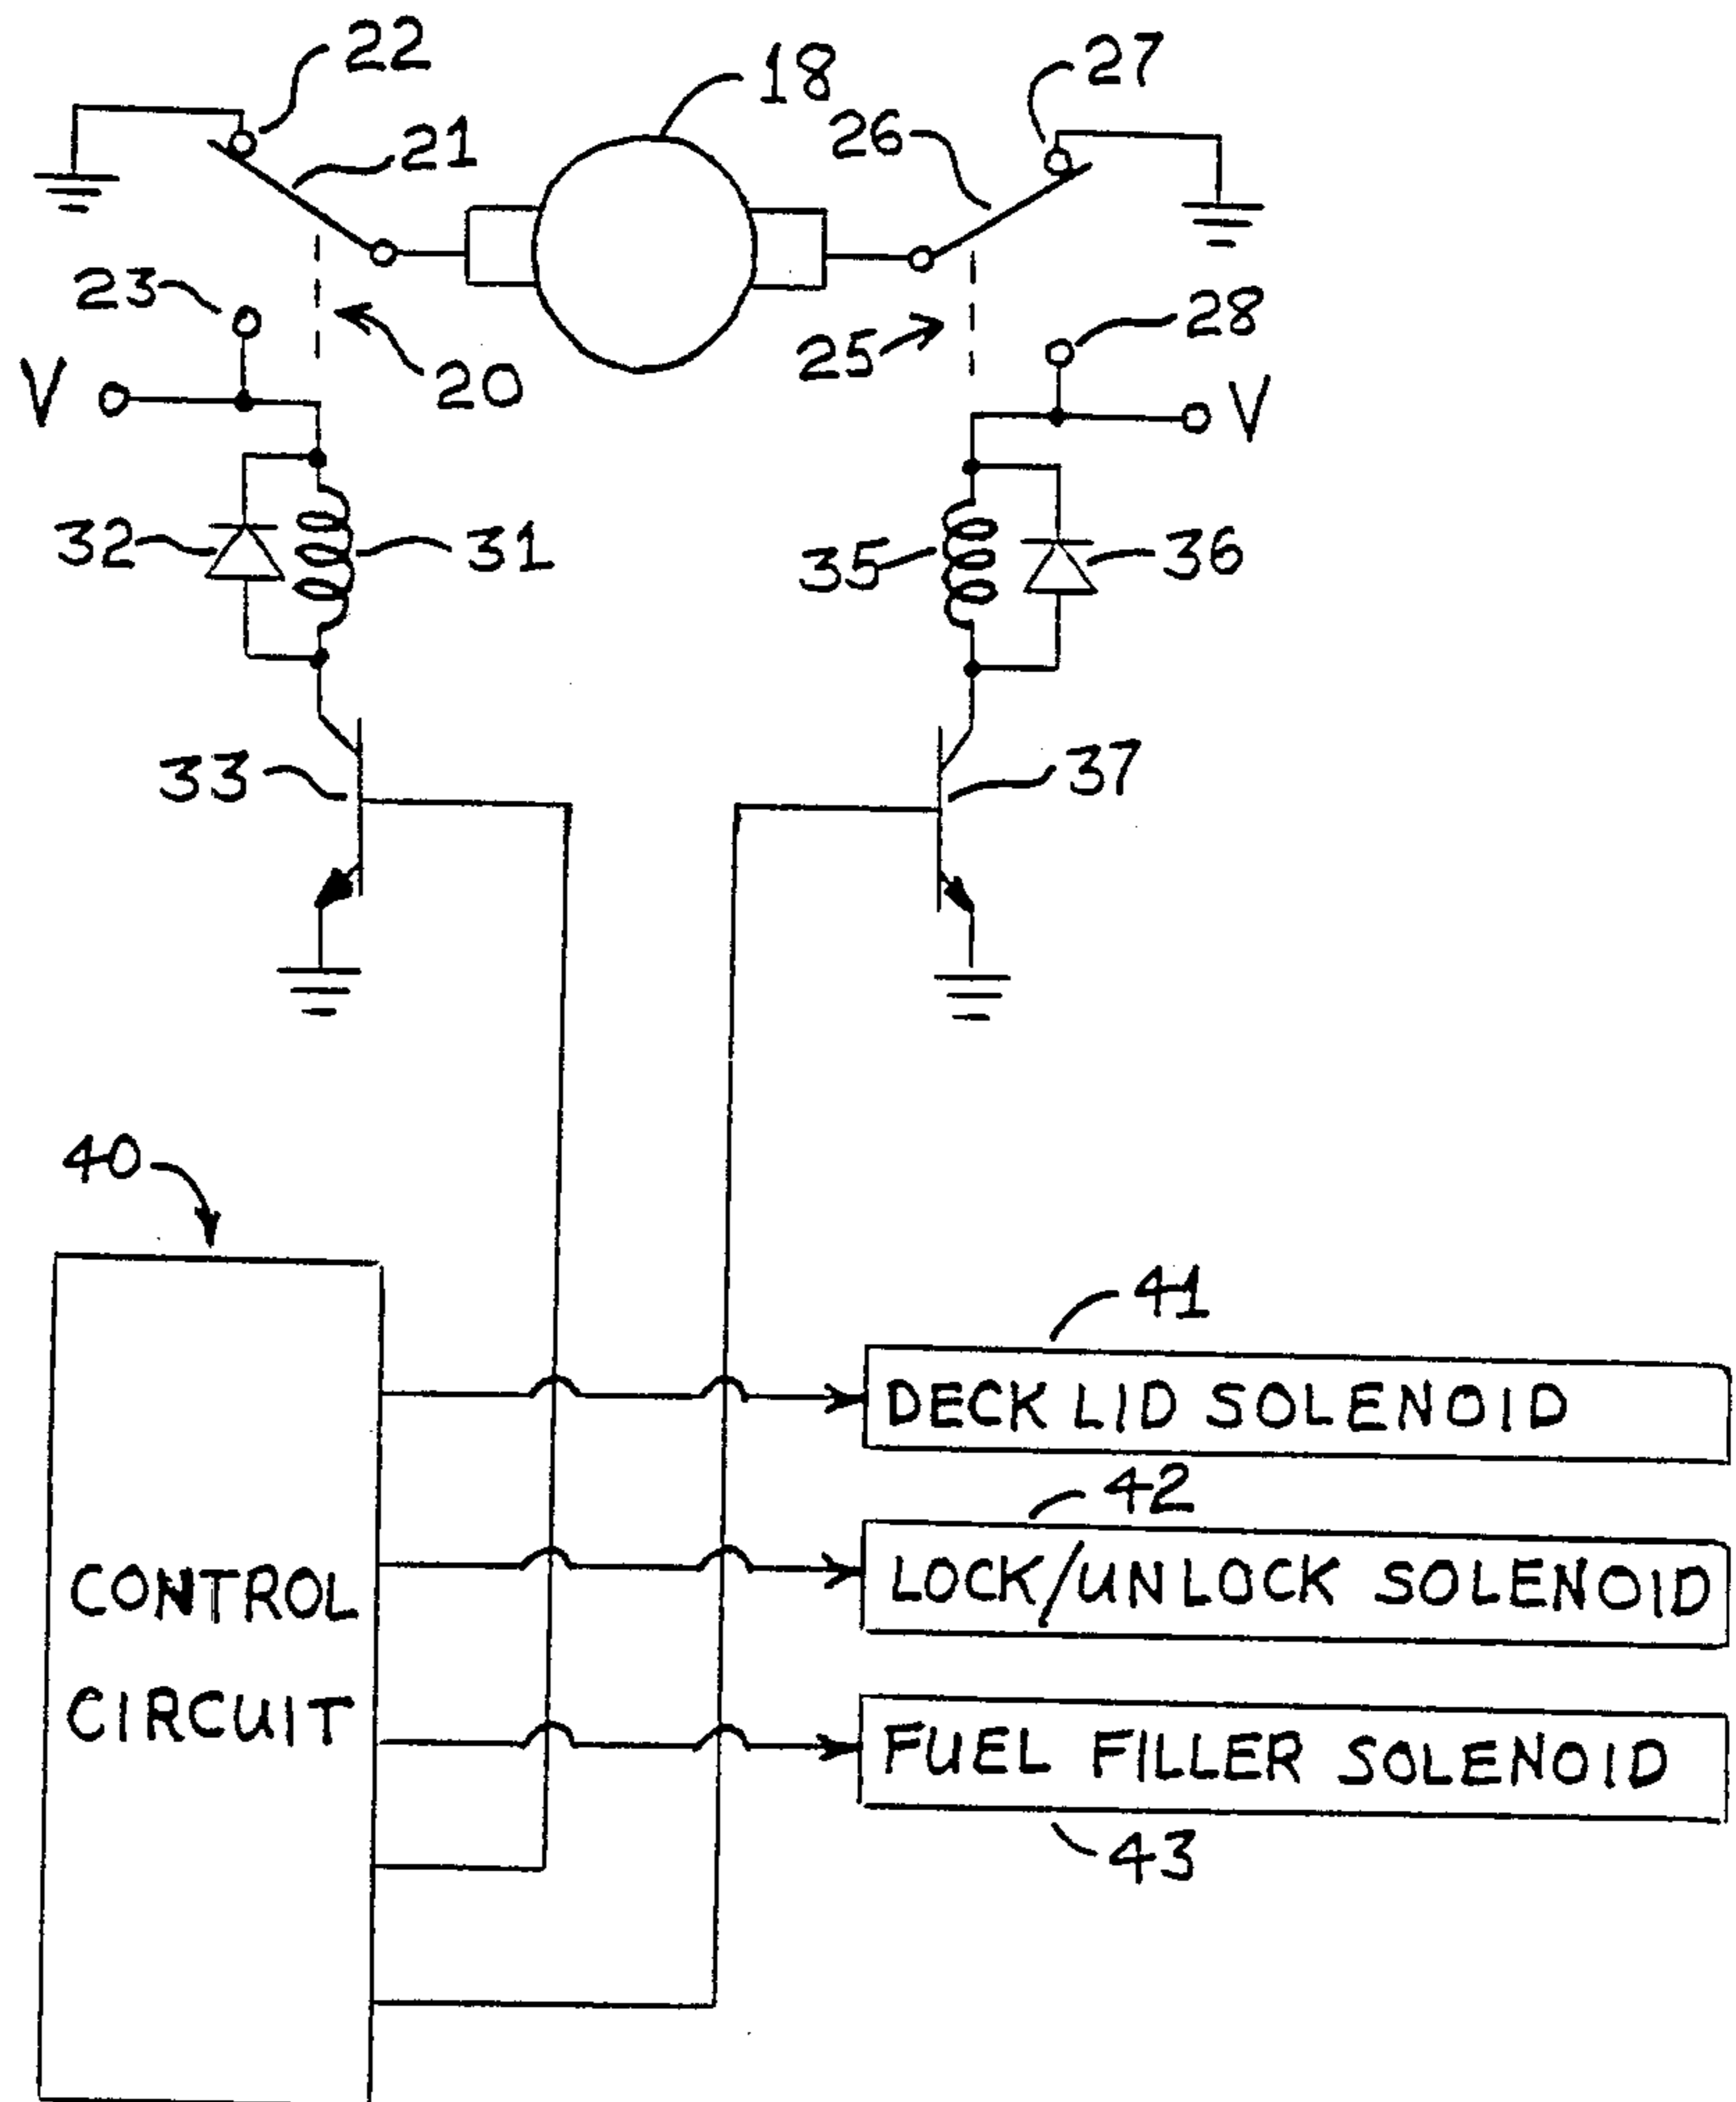 22
18
27
21
26
23
20
25
28
V
V
32
31
35
36
33
37
40
41
DECK LID SOLENOID
42
LOCK/UNLOCK SOLENOID
CONTROL
CIRCUIT
FUEL FILLER SOLENOID
43